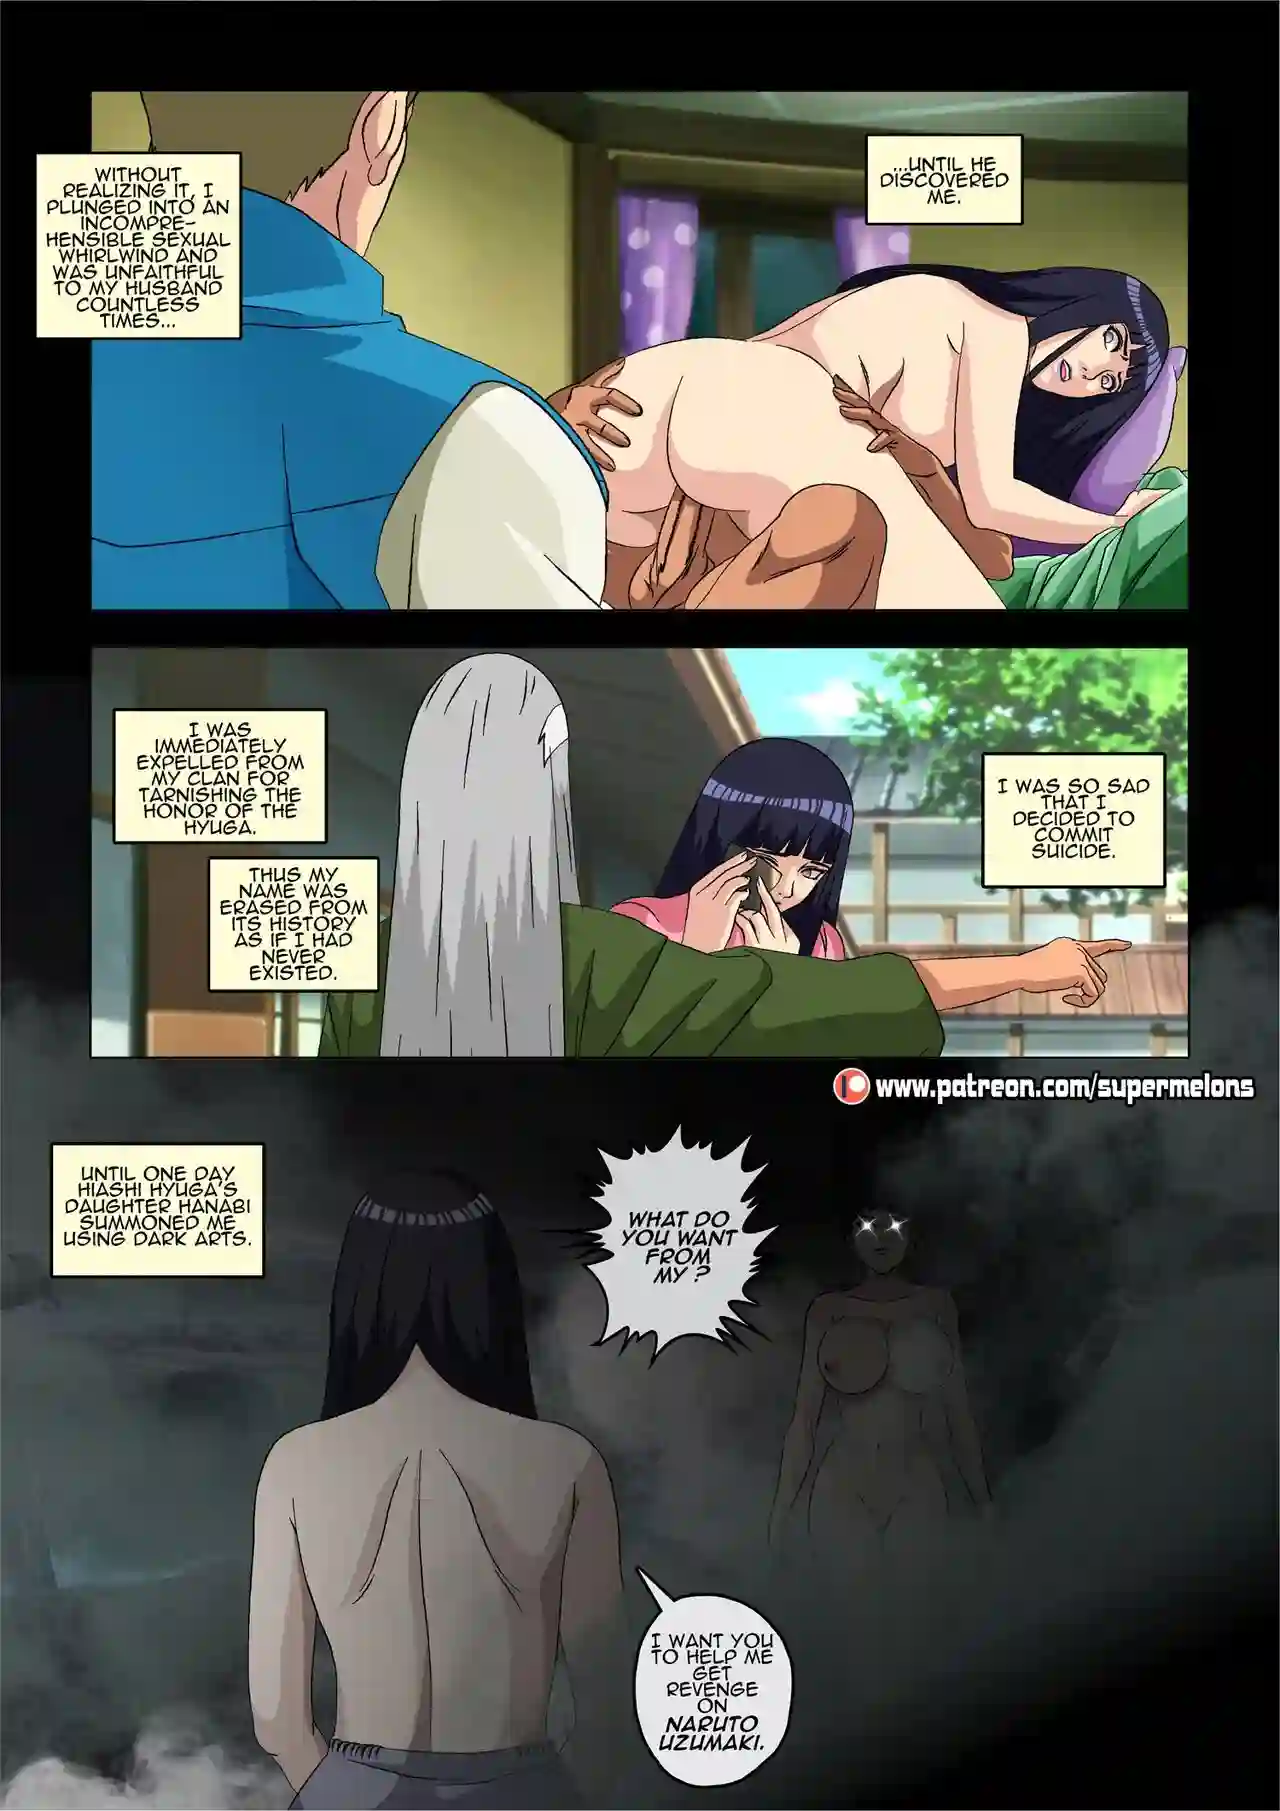 WITHOUT
REALIZING IT, I
PLUNGED INTO AN
INCOMPRE-
HENSIBLE SEXUAL
WHIRLWIND AND
WAS UNFAITHFUL
TO MY HUSBAND
COUNTLESS
TIMES...
...UNTIL HE
DISCOVERED
ME.
I WAS
IMMEDIATELY
EXPELLED FROM
MY CLAN FOR
TARNISHING THE
HONOR OF THE
HYUGA.
THUS MY
NAME WAS
ERASED FROM
ITS HISTORY
AS IF I HAD
NEVER
EXISTED.
I WAS SO SAD
THAT I
DECIDED TO
COMMIT
SUICIDE.
www.patreon.com/supermelons
UNTIL ONE DAY
HIASHI HYUGA'S
DAUGHTER HANABI
SUMMONED ME
USING DARK ARTS.
WHAT DO
YOU WANT
FROM
MY ?
I WANT YOU
TO HELP ME
GET
REVENGE
ON
NARUTO
UZUMAKI.